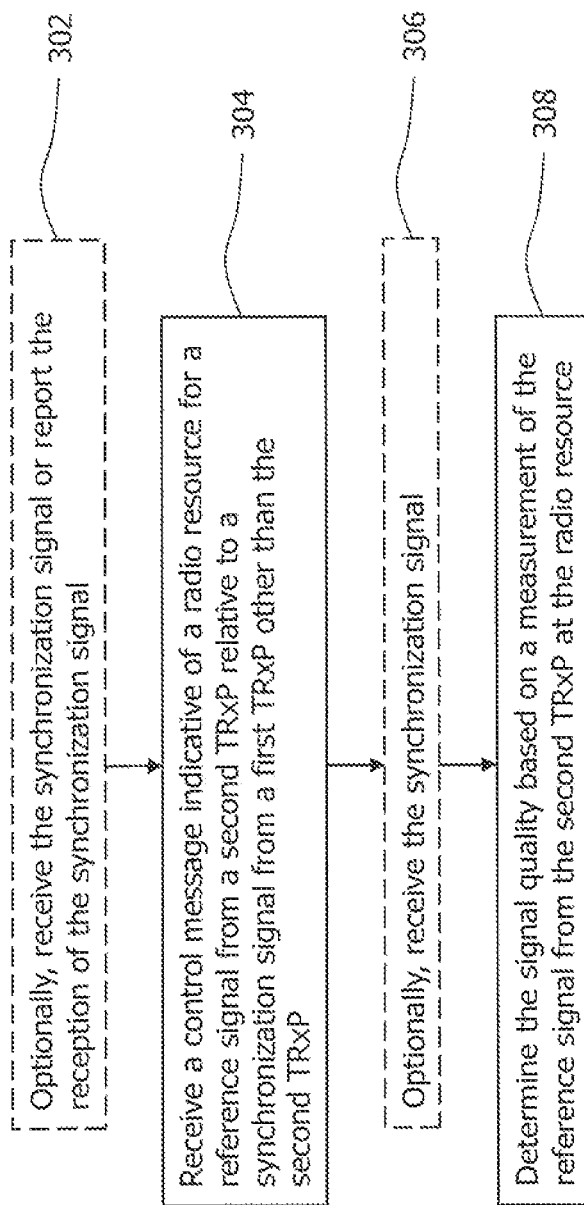 302
Optionally, receive the synchronization signal or report the
reception of the synchronization signal
304
Receive a control message indicative of a radio resource for a
reference signal from a second TRxP relative to a
synchronization signal from a first TRxP other than the
second TRxP
306
Optionally, receive the synchronization signal
308
Determine the signal quality based on a measurement of the
reference signal from the second TRxP at the radio resource